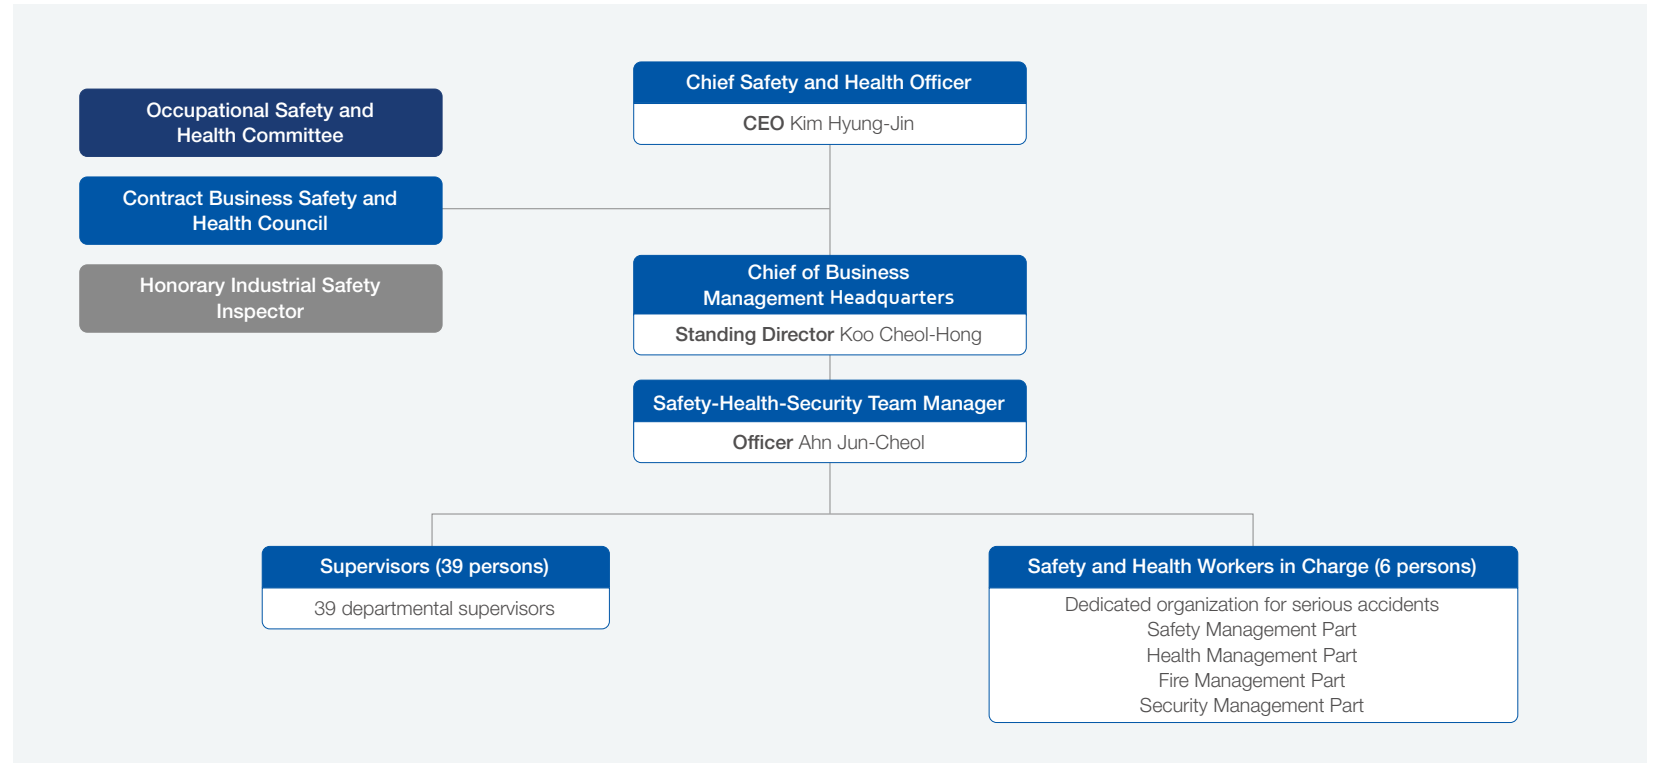 Occupational Safety and
Health Committee
Contract Business Safety and
Health Council
Honorary Industrial Safety
Inspector
Chief Safety and Health Officer
CEO Kim Hyung-Jin
Chief of Business
Management Headquarters
Standing Director Koo Cheol-Hong
Safety-Health-Security Team Manager
Officer Ahn Jun-Cheol
Supervisors (39 persons)
39 departmental supervisors
Safety and Health Workers in Charge (6 persons)
Dedicated organization for serious accidents
Safety Management Part
Health Management Part
Fire Management Part
Security Management Part